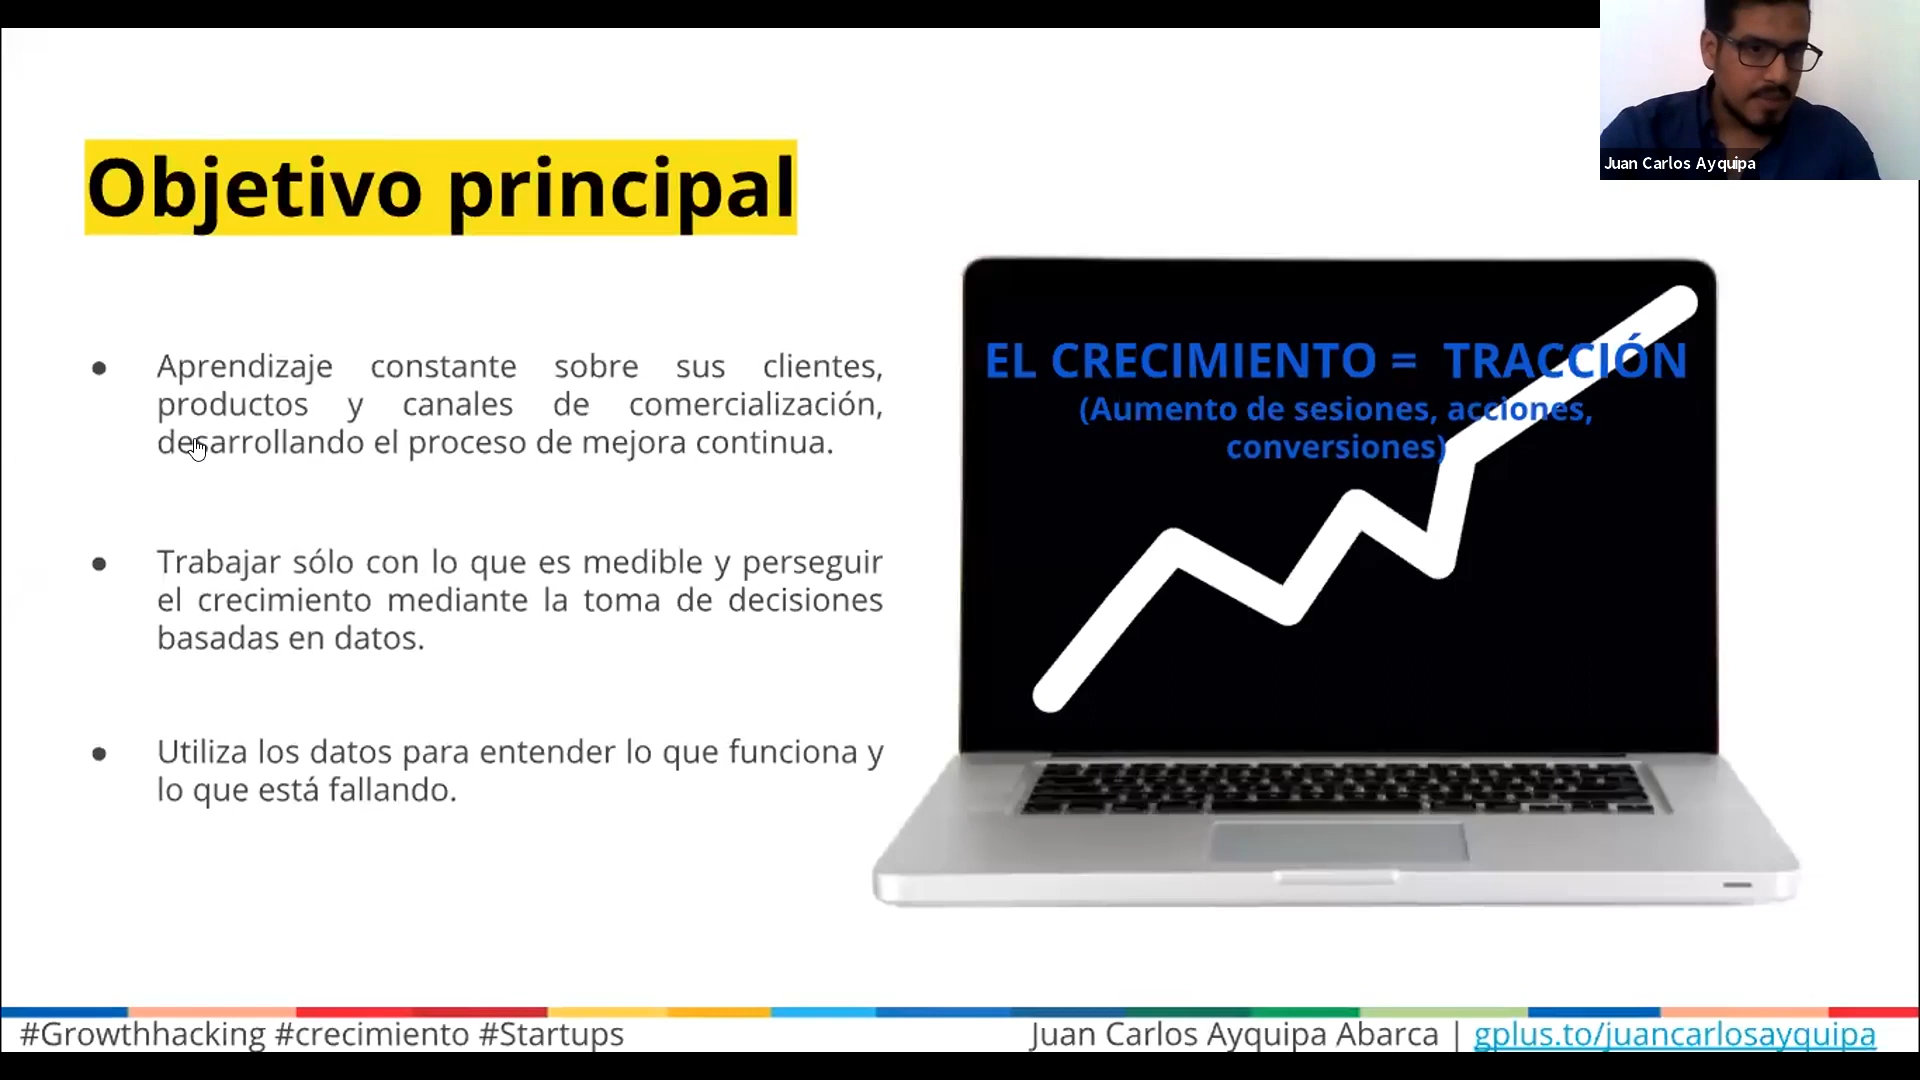 Juan Carlos Ayquipa
Objetivo principal
● Aprendizaje constante sobre sus clientes,
productos y canales de comercialización,
desarrollando el proceso de mejora continua.
● Trabajar sólo con lo que es medible y perseguir
el crecimiento mediante la toma de decisiones
basadas en datos.
● Utiliza los datos para entender lo que funciona y
lo que está fallando.
EL CRECIMIENTO = TRACCIÓN
(Aumento de sesiones, acciones,
conversiones)
#Growthhacking #crecimiento #Startups
Juan Carlos Ayquipa Abarca | gplus.to/juancarlosayquipa